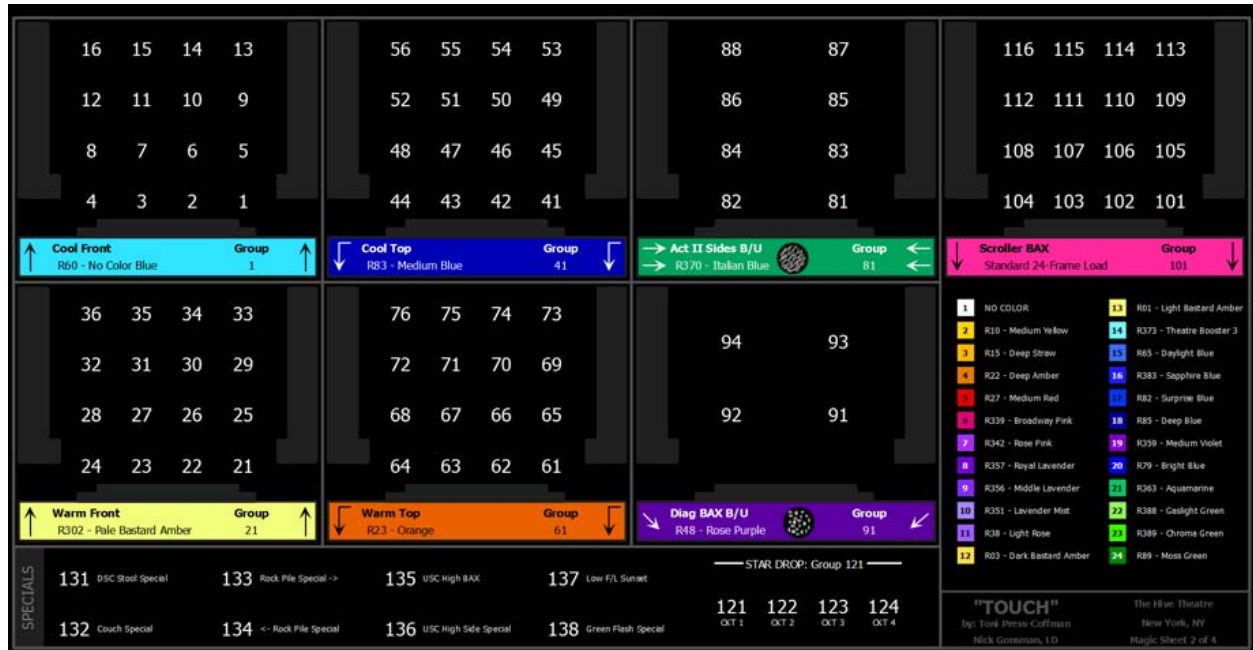 16 15 14 13
12 11 10 9
8 7 6 5
4 3 2 1
Cool Front Group
R60 - No Color Blue 1
56 55 54 53
52 51 50 49
48 47 46 45
44 43 42 41
Cool Top Group
R83 - Medium Blue 41
88 87
86 85
84 83
82 81
Act II Sides B/U Group
R370 - Italian Blue 81
116 115 114 113
112 111 110 109
108 107 106 105
104 103 102 101
Scroller BAX Group
Standard 24-Frame Load 101
36 35 34 33
32 31 30 29
28 27 26 25
24 23 22 21
Warm Front Group
R302 - Pale Bastard Amber 21
76 75 74 73
72 71 70 69
68 67 66 65
64 63 62 61
Warm Top Group
R23 - Orange 61
94 93
92 91
Diag BAX B/U Group
R48 - Rose Purple 91
1 NO COLOR
2 R10 - Medium Yellow
3 R15 - Deep Straw
4 R22 - Deep Amber
5 R27 - Medium Red
6 R339 - Broadway Pink
7 R342 - Rose Pink
8 R357 - Royal Lavender
9 R356 - Middle Lavender
10 R351 - Lavender Mist
11 R38 - Light Rose
12 R03 - Dark Bastard Amber
13 R01 - Light Bastard Amber
14 R373 - Theatre Booster 3
15 R65 - Daylight Blue
16 R383 - Sapphire Blue
17 R82 - Surprise Blue
18 R85 - Deep Blue
19 R359 - Medium Violet
20 R79 - Bright Blue
21 R363 - Aquamarine
22 R388 - Gaslight Green
23 R389 - Chroma Green
24 R89 - Moss Green
SPECIALS
131 DSC Stool Special
133 Rock Pile Special ->
135 USC High BAX
137 Low F/L Sunset
132 Couch Special
134 <- Rock Pile Special
136 USC High Side Special
138 Green Flash Special
STAR DROP: Group 121
121 122 123 124
CKT 1 CKT 2 CKT 3 CKT 4
"TOUCH"
by: Toni Press-Coffman
Nick Gonsman, LD
The Hive Theatre
New York, NY
Magic Sheet 2 of 4